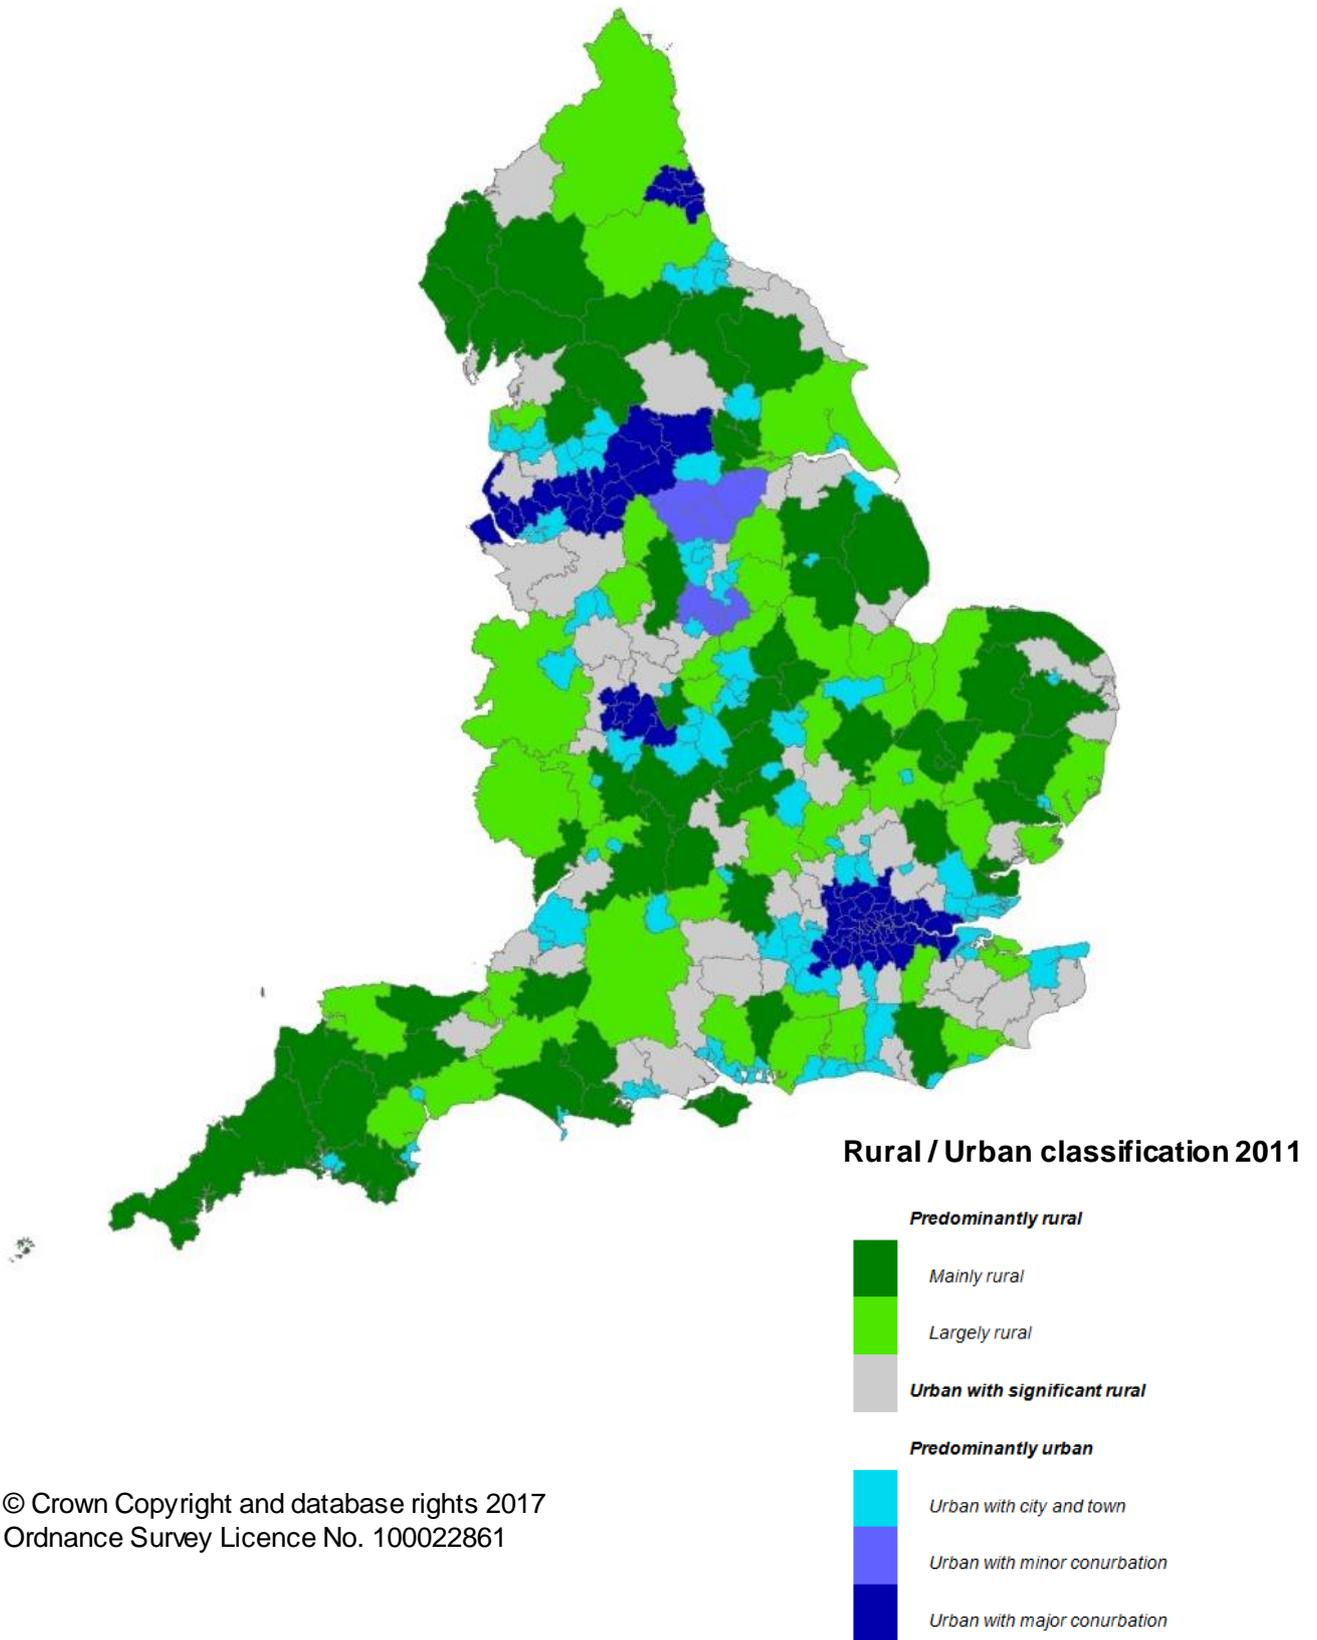 Rural / Urban classification 2011
Predominantly rural
Mainly rural
Largely rural
Urban with significant rural
Predominantly urban
Urban with city and town
Urban with minor conurbation
Urban with major conurbation
© Crown Copyright and database rights 2017
Ordnance Survey Licence No. 100022861